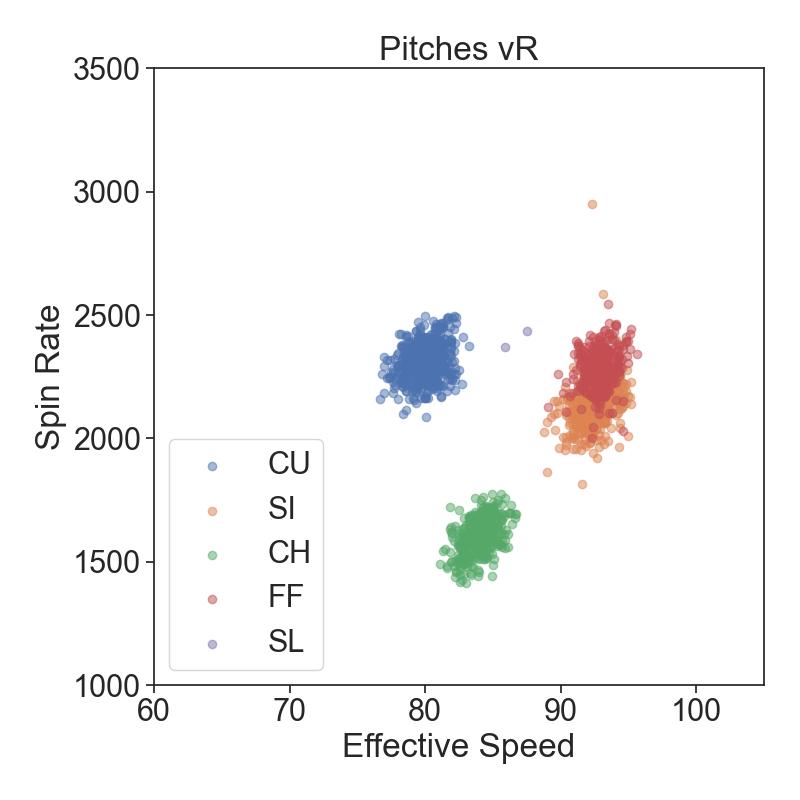 Pitches vR
3500
3000
2500
2000
1500
1000
Spin Rate
CU
SI
CH
FF
SL
60 70 80 90 100
Effective Speed